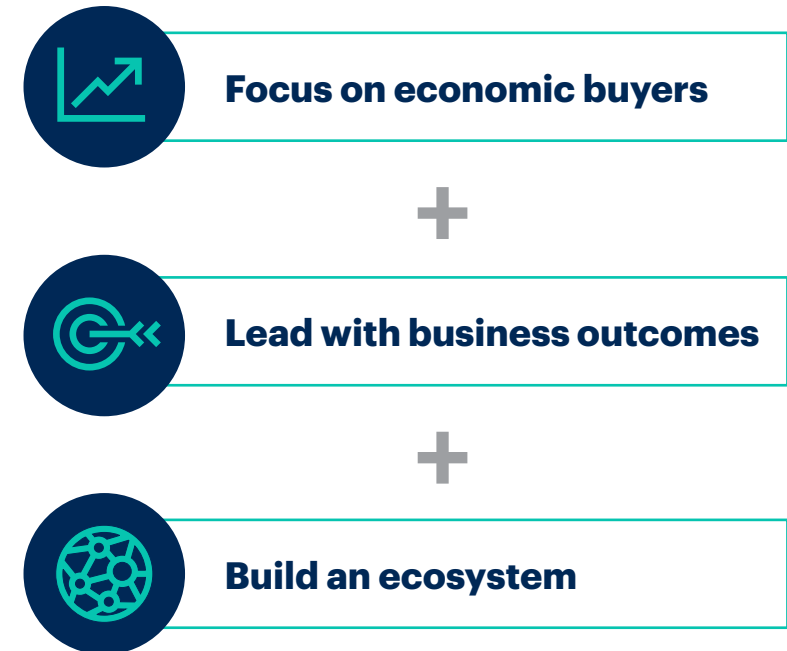 Focus on economic buyers
+
Lead with business outcomes
+
Build an ecosystem